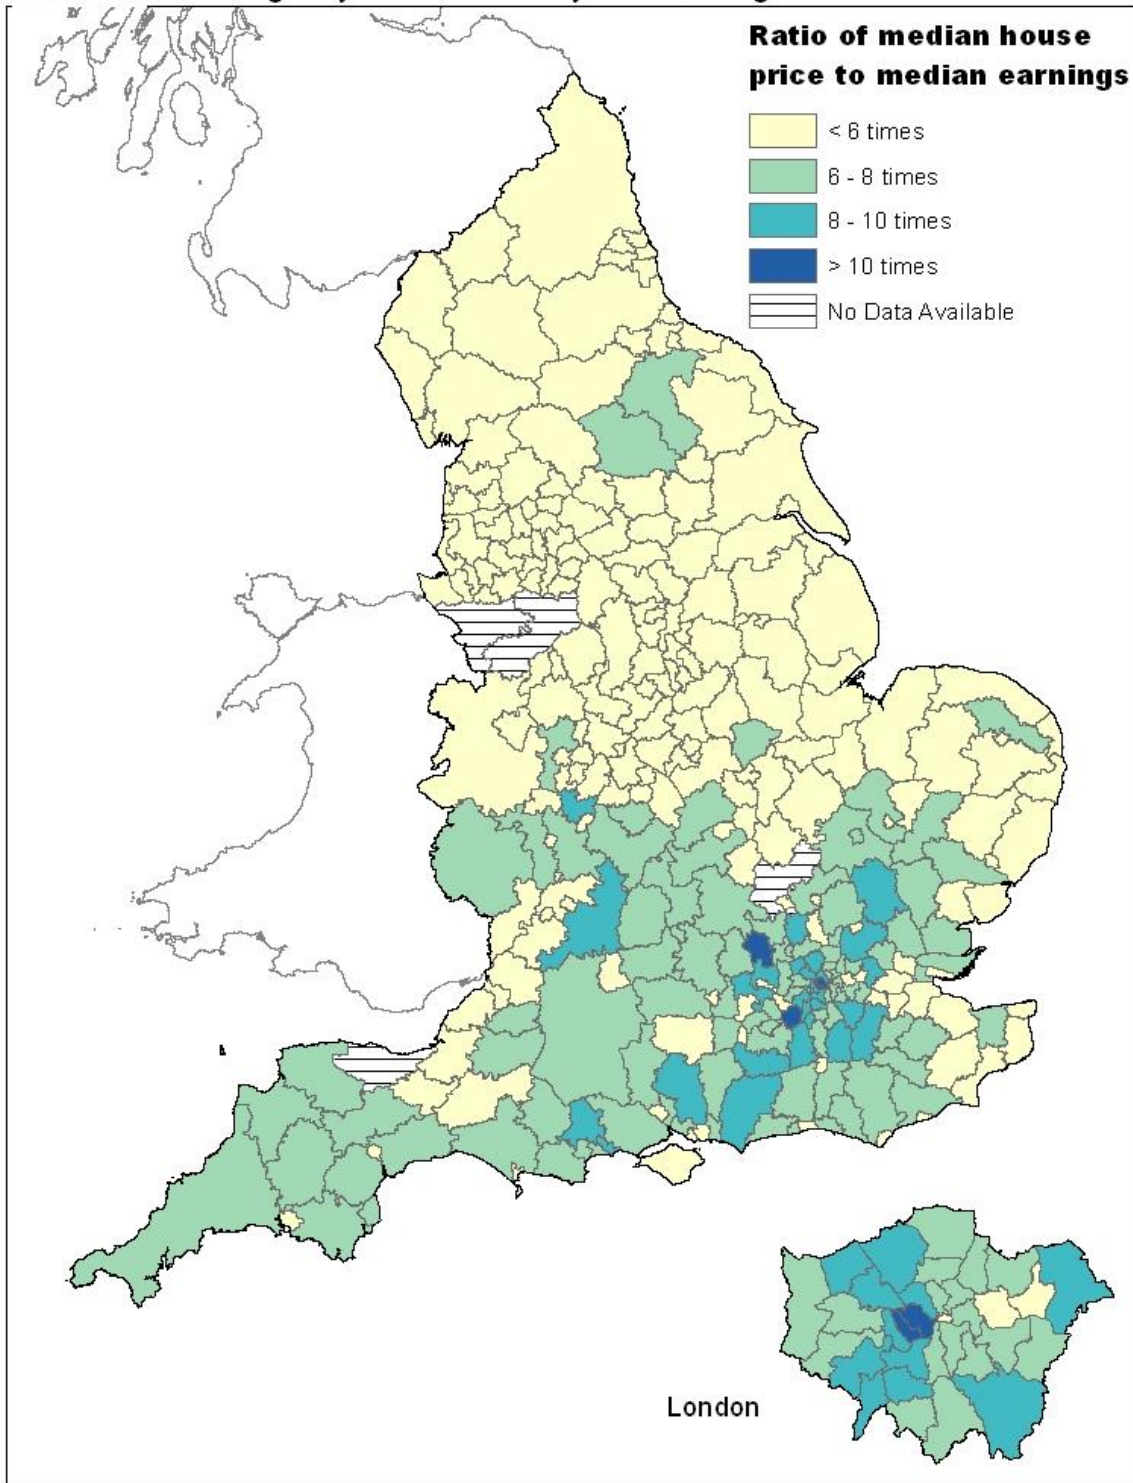 Ratio of median house
price to median earnings
< 6 times
6 - 8 times
8 - 10 times
> 10 times
No Data Available
London